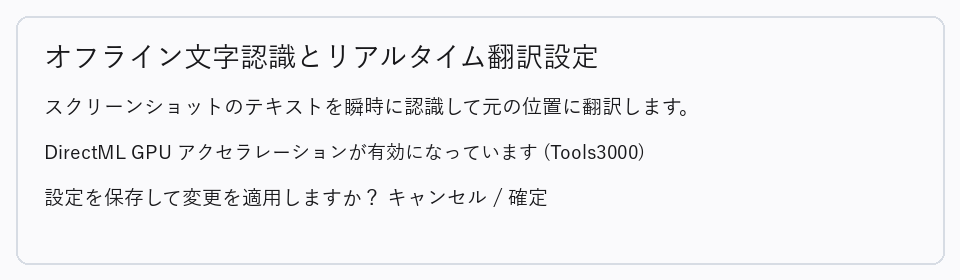 オフライン文字認識とリアルタイム翻訳設定
スクリーンショットのテキストを瞬時に認識して元の位置に翻訳します。
DirectML GPU アクセラレーションが有効になっています (Tools3000)
設定を保存して変更を適用しますか？ キャンセル / 確定